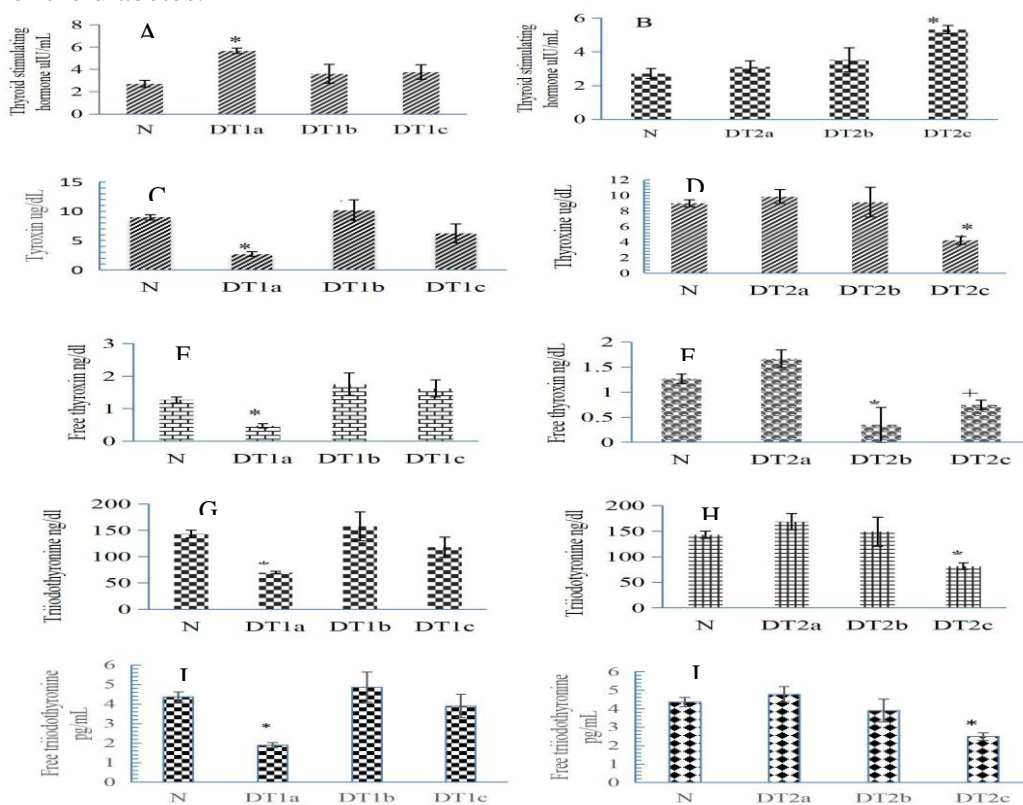 of the diabetes.
A
Thyroid stimulating
hormone uIU/mL
8
6
4
2
0
*
N DT1a DT1b DT1c
B
Thyroid stimulating
hormone uIU/mL
6
4
2
0
*
N DT2a DT2b DT2c
C
Tyroxin ug/dL
15
10
5
0
*
N DT1a DT1b DT1c
D
Thyroxine ug/dL
12
10
8
6
4
2
0
*
N DT2a DT2b DT2c
E
Free thyroxin ng/dl
3
2
1
0
*
N DT1a DT1b DT1c
F
Free thyroxin ng/dL
2
1.5
1
0.5
0
*
+
N DT2a DT2b DT2c
G
Triiodothyronine ng/dl
200
150
100
50
0
*
N DT1a DT1b DT1c
H
Triiodotyronine ng/dl
200
150
100
50
0
*
N DT2a DT2b DT2c
I
Free triiodothyronine
pg/mL
6
5
4
3
2
1
0
*
N DT1a DT1b DT1c
J
Free triiodothyronine
pg/mL
6
5
4
3
2
1
0
*
N DT2a DT2b DT2c